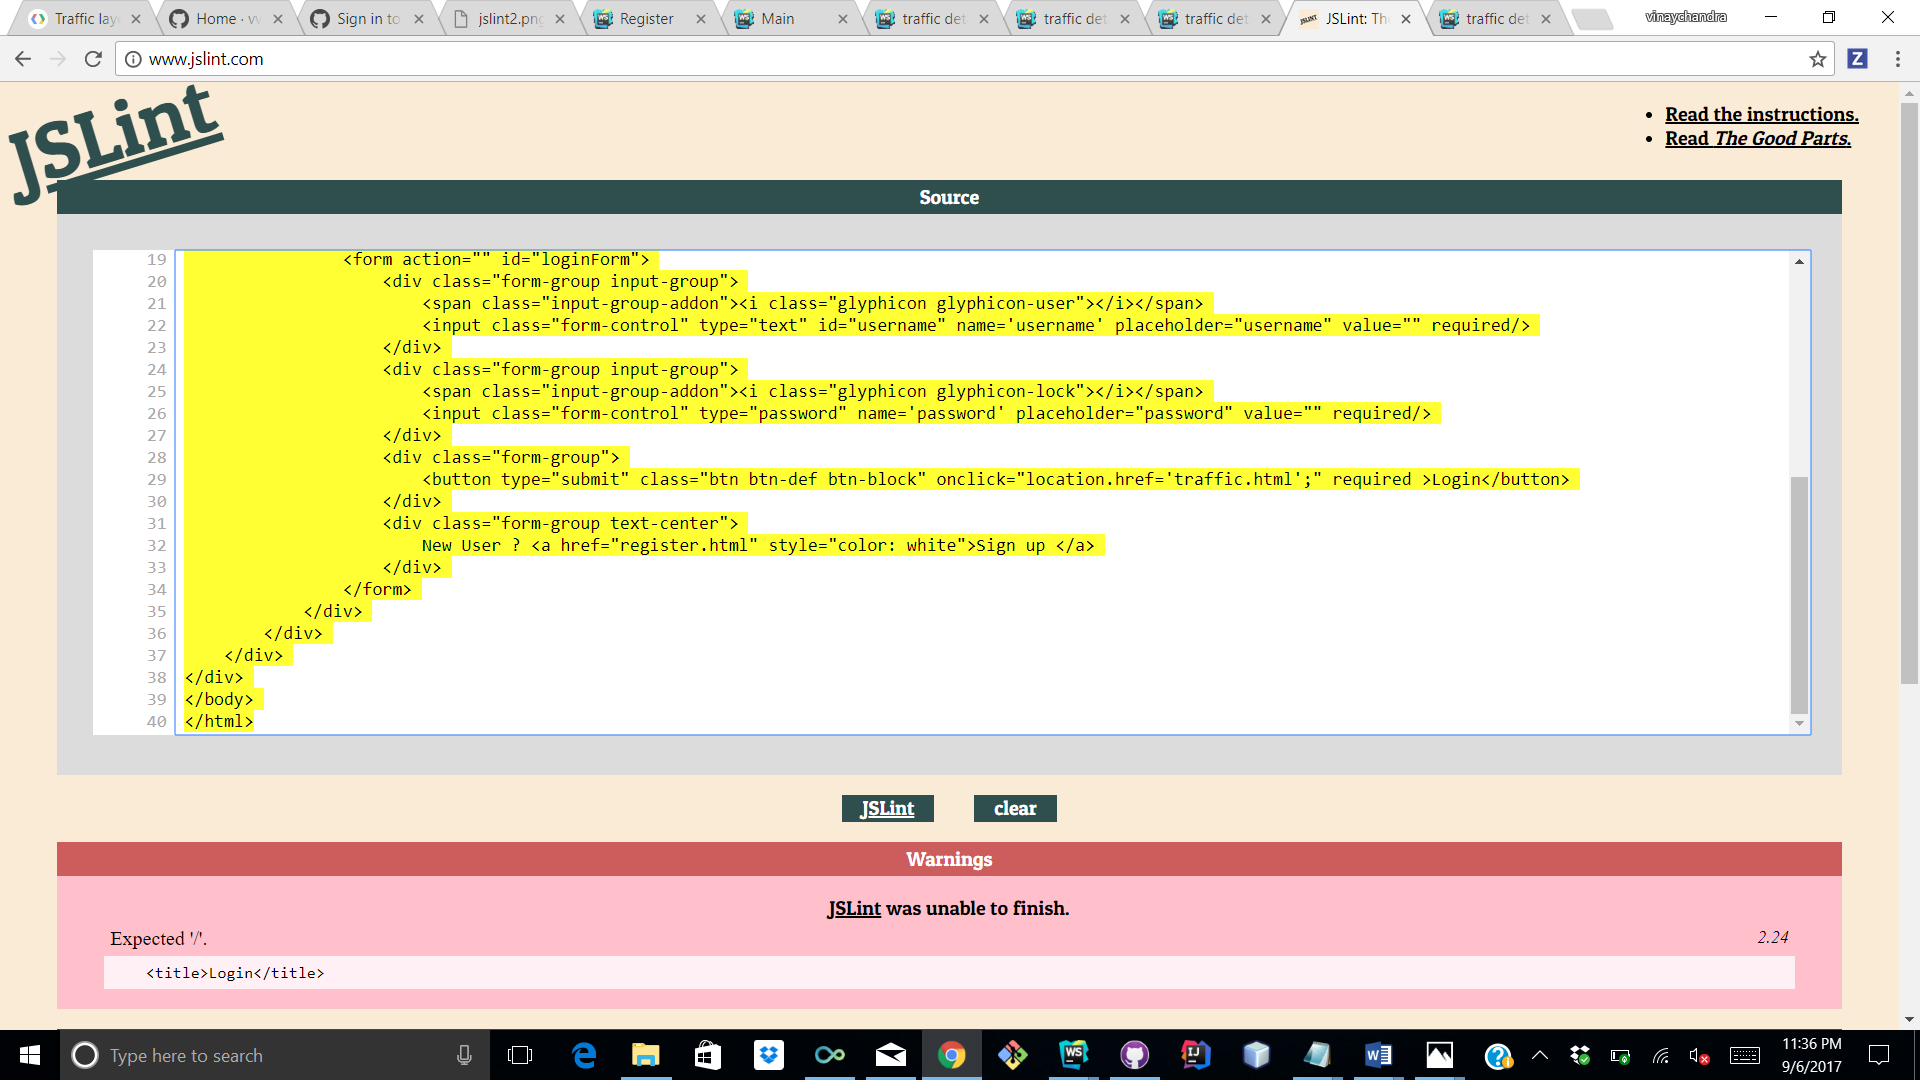 Traffic lay
Home · vv
Sign in to
jslint2.png
Register
Main
traffic det
traffic det
traffic det
JSLint: Th
traffic det
vinaychandra
www.jslint.com
JSLint
Read the instructions.
Read The Good Parts.
Source
19 <form action="" id="loginForm">
20 <div class="form-group input-group">
21 <span class="input-group-addon"><i class="glyphicon glyphicon-user"></i></span>
22 <input class="form-control" type="text" id="username" name='username' placeholder="username" value="" required/>
23 </div>
24 <div class="form-group input-group">
25 <span class="input-group-addon"><i class="glyphicon glyphicon-lock"></i></span>
26 <input class="form-control" type="password" name='password' placeholder="password" value="" required/>
27 </div>
28 <div class="form-group">
29 <button type="submit" class="btn btn-def btn-block" onclick="location.href='traffic.html';" required >Login</button>
30 </div>
31 <div class="form-group text-center">
32 New User ? <a href="register.html" style="color: white">Sign up </a>
33 </div>
34 </form>
35 </div>
36 </div>
37 </div>
38 </div>
39 </body>
40 </html>
JSLint clear
Warnings
JSLint was unable to finish.
Expected '/'. 2.24
<title>Login</title>
Type here to search
11:36 PM
9/6/2017